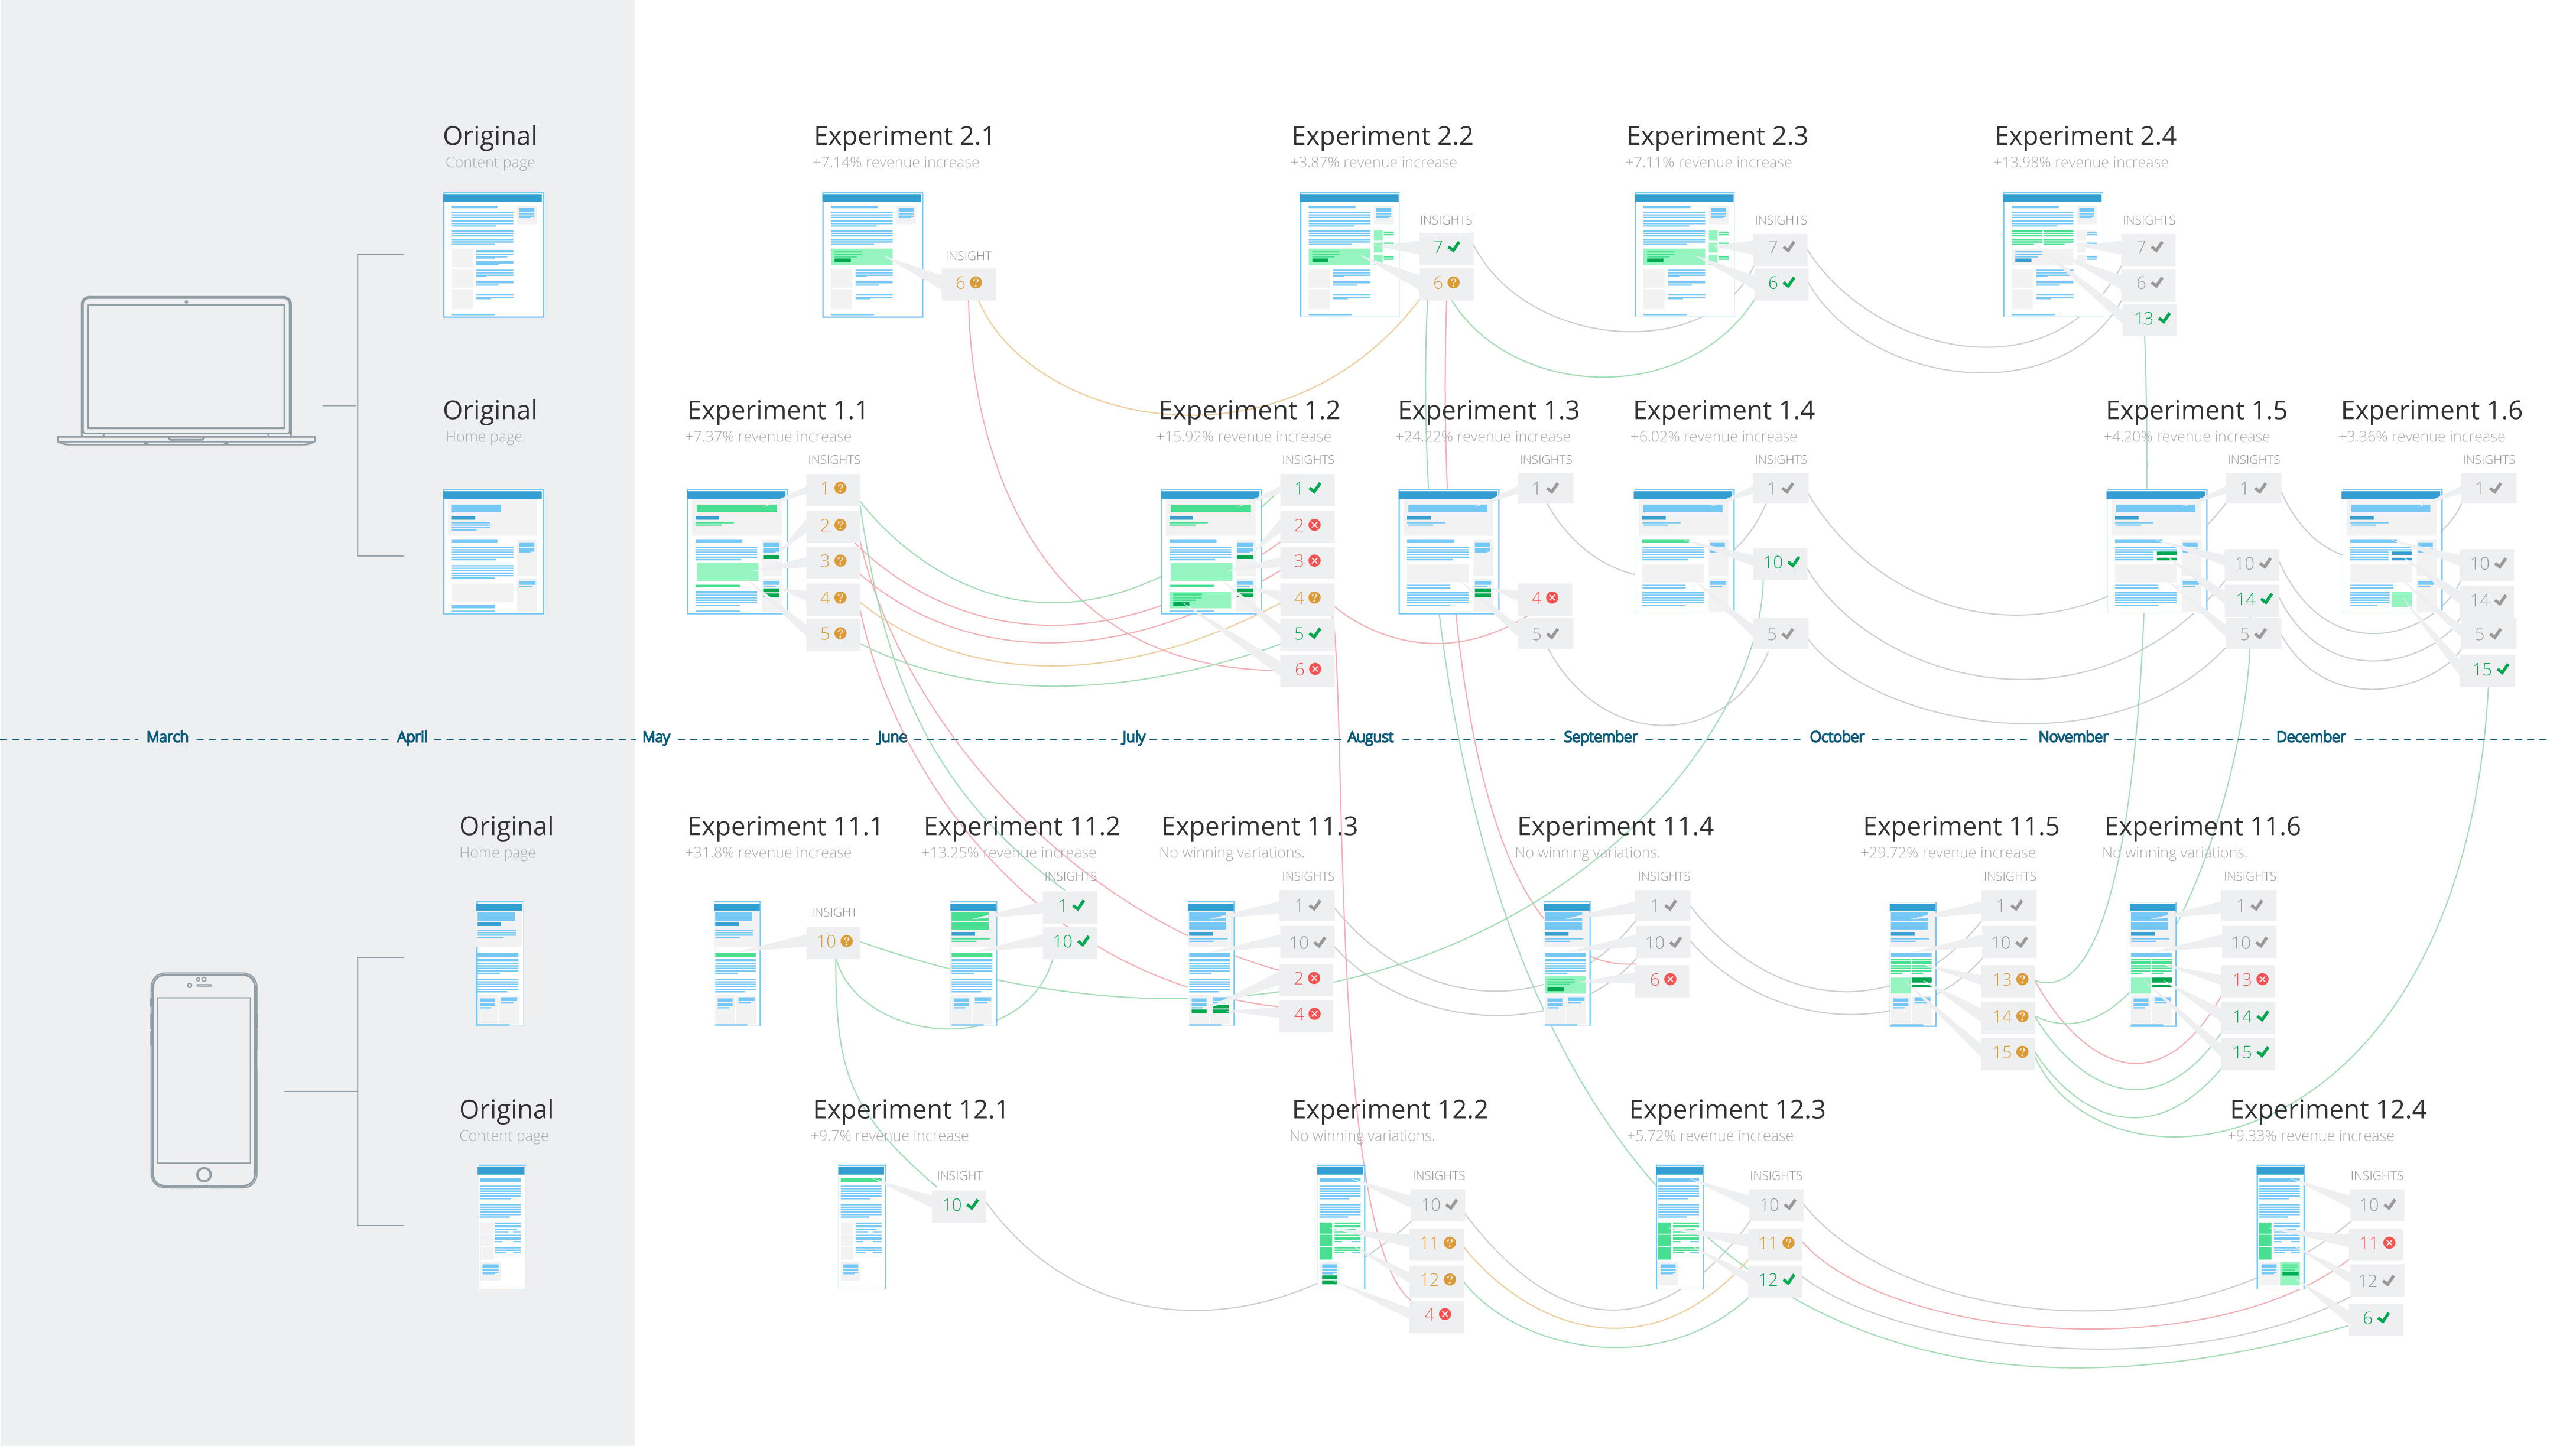 Original
Content page
Experiment 2.1
+7.14% revenue increase
INSIGHT
6
Experiment 2.2
+3.87% revenue increase
INSIGHTS
7
6
Experiment 2.3
+7.11% revenue increase
INSIGHTS
7
6
Experiment 2.4
+13.98% revenue increase
INSIGHTS
7
6
13
Original
Home page
Experiment 1.1
+7.37% revenue increase
INSIGHTS
1
2
3
4
5
Experiment 1.2
+15.92% revenue increase
INSIGHTS
1
2
3
4
5
6
Experiment 1.3
+24.22% revenue increase
INSIGHTS
1
4
5
Experiment 1.4
+6.02% revenue increase
INSIGHTS
1
10
5
Experiment 1.5
+4.20% revenue increase
INSIGHTS
1
10
14
5
Experiment 1.6
+3.36% revenue increase
INSIGHTS
1
10
14
5
15
March
April
May
June
July
August
September
October
November
December
Original
Home page
Experiment 11.1
+31.8% revenue increase
INSIGHT
10
Experiment 11.2
+13.25% revenue increase
INSIGHTS
1
10
Experiment 11.3
No winning variations.
INSIGHTS
1
10
2
4
Experiment 11.4
No winning variations.
INSIGHTS
1
10
6
Experiment 11.5
+29.72% revenue increase
INSIGHTS
1
10
13
14
15
Experiment 11.6
No winning variations.
INSIGHTS
1
10
13
14
15
Original
Content page
Experiment 12.1
+9.7% revenue increase
INSIGHT
10
Experiment 12.2
No winning variations.
INSIGHTS
10
11
12
4
Experiment 12.3
+5.72% revenue increase
INSIGHTS
10
11
12
Experiment 12.4
+9.33% revenue increase
INSIGHTS
10
11
12
6